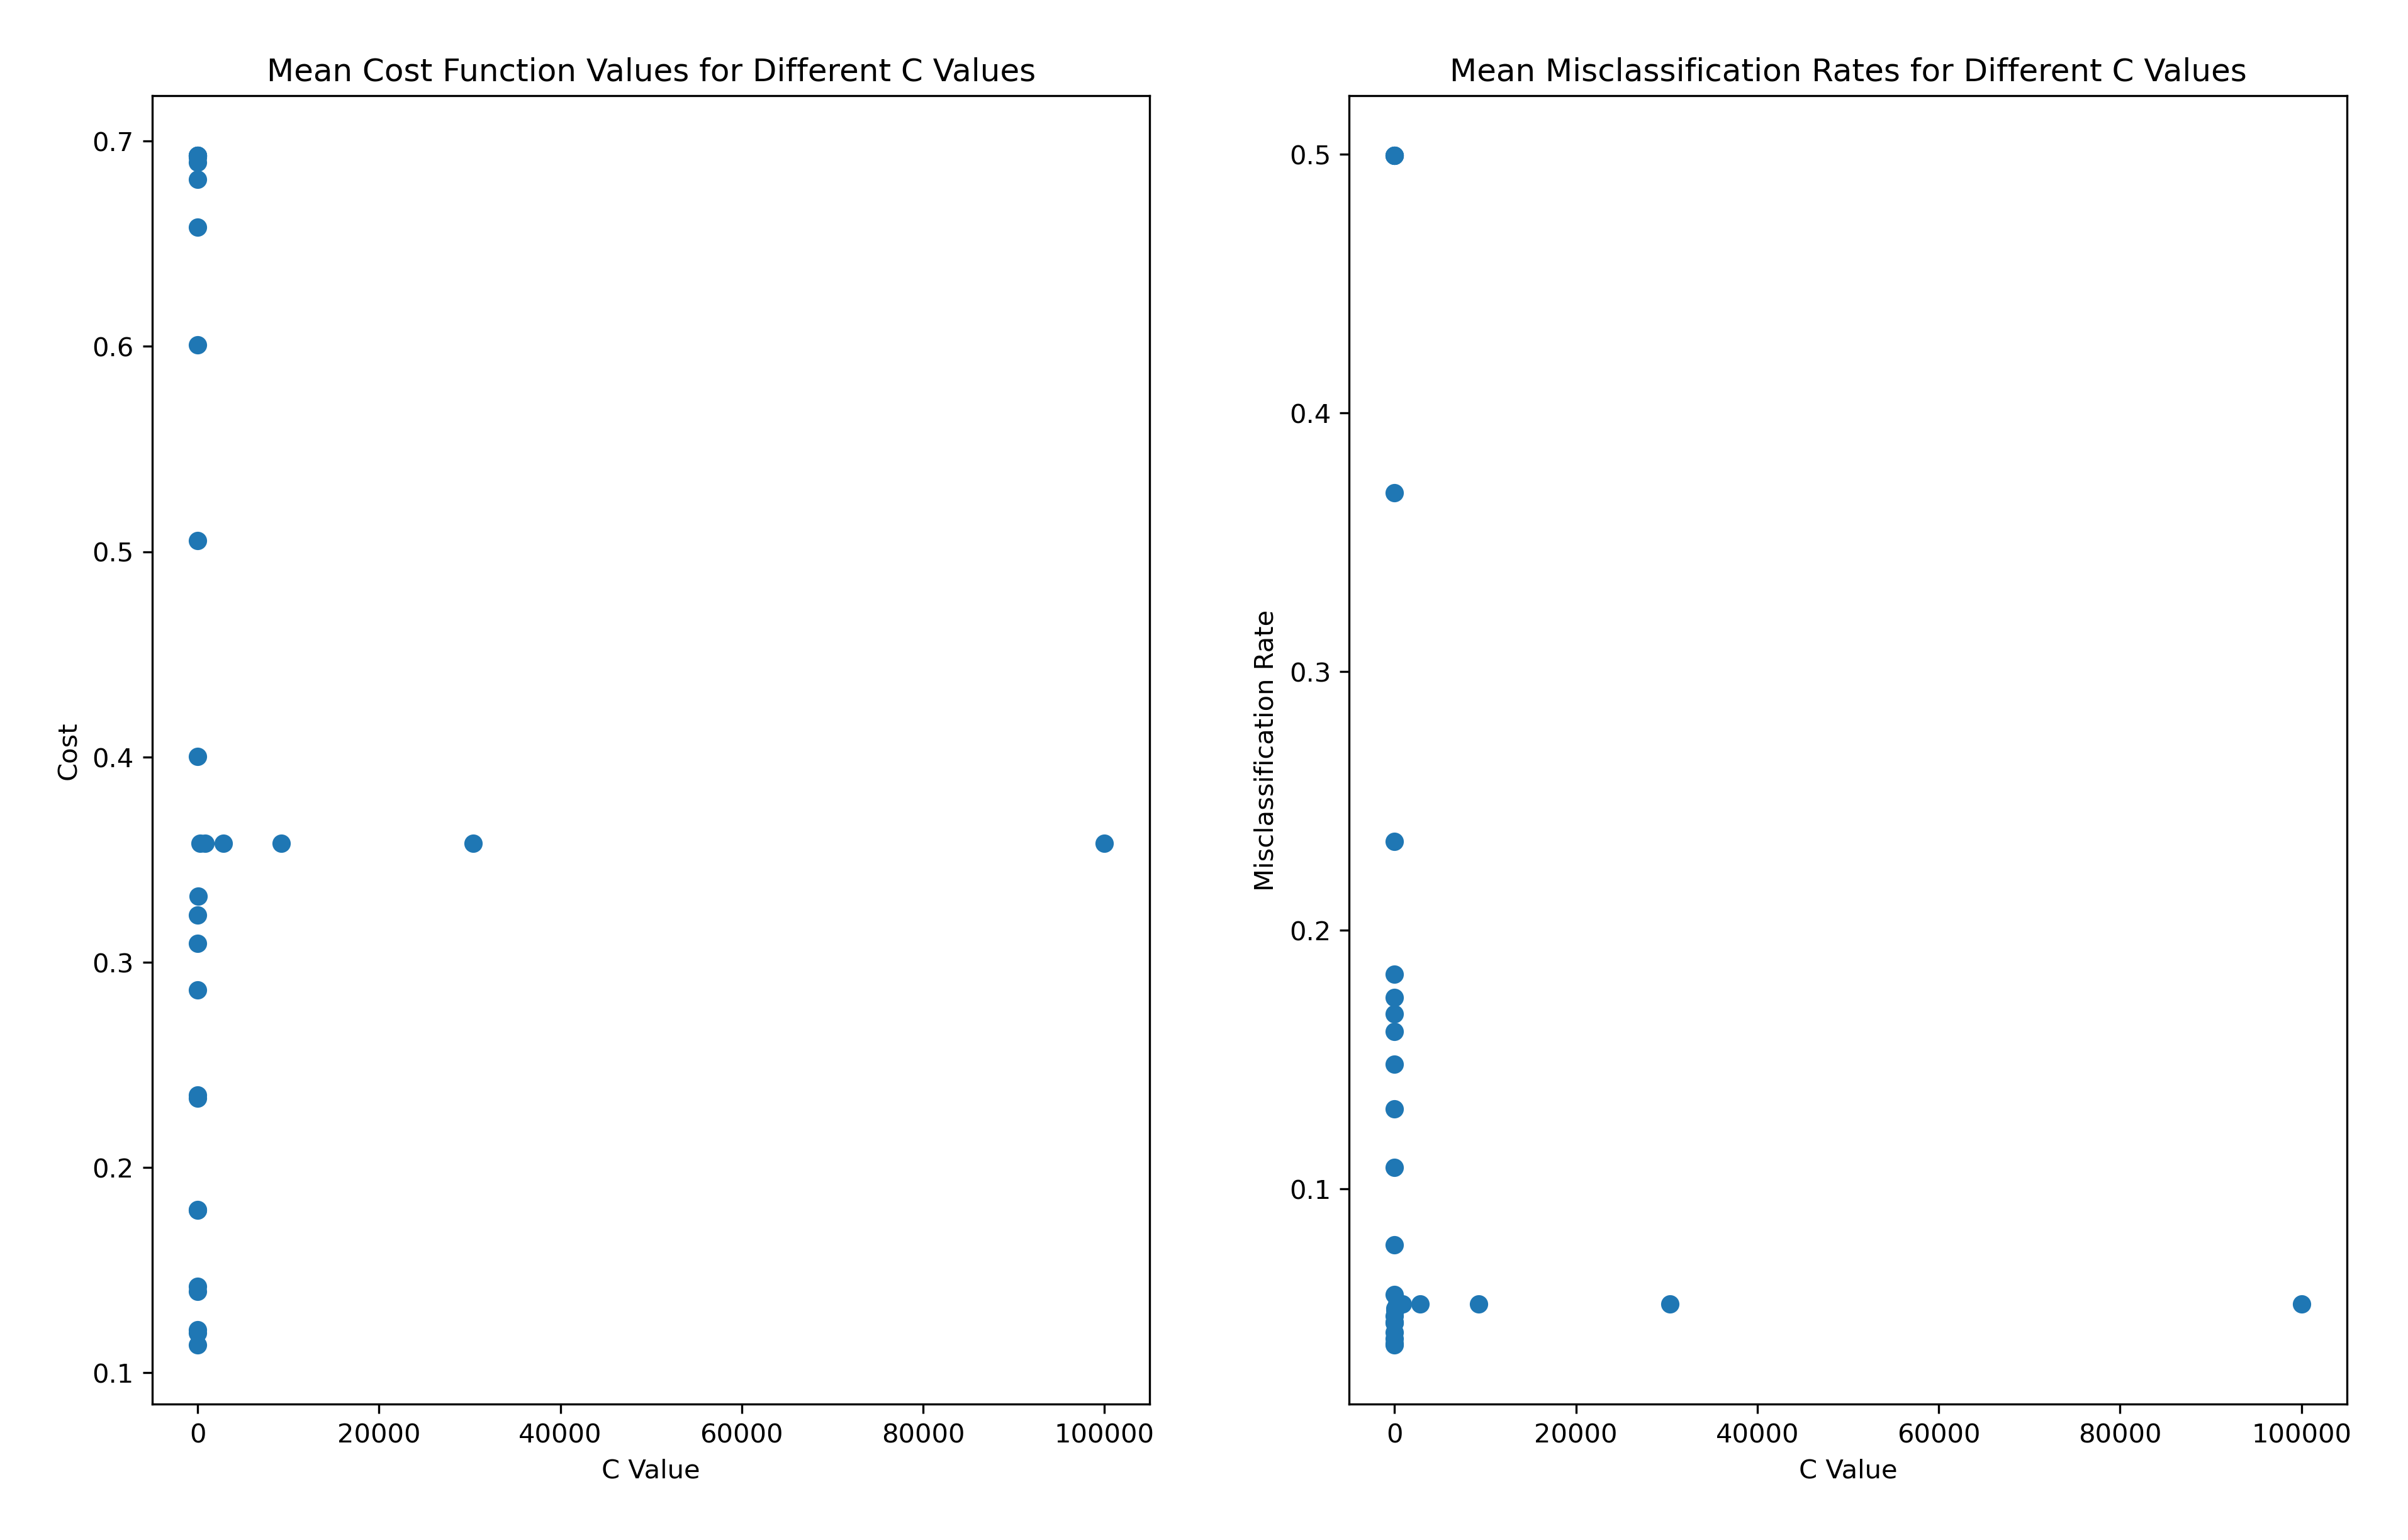 Mean Cost Function Values for Different C Values
0.7
0.6
0.5
0.4
0.3
0.2
0.1
Cost
0 20000 40000 60000 80000 100000
C Value
Mean Misclassification Rates for Different C Values
0.5
0.4
0.3
0.2
0.1
Misclassification Rate
0 20000 40000 60000 80000 100000
C Value